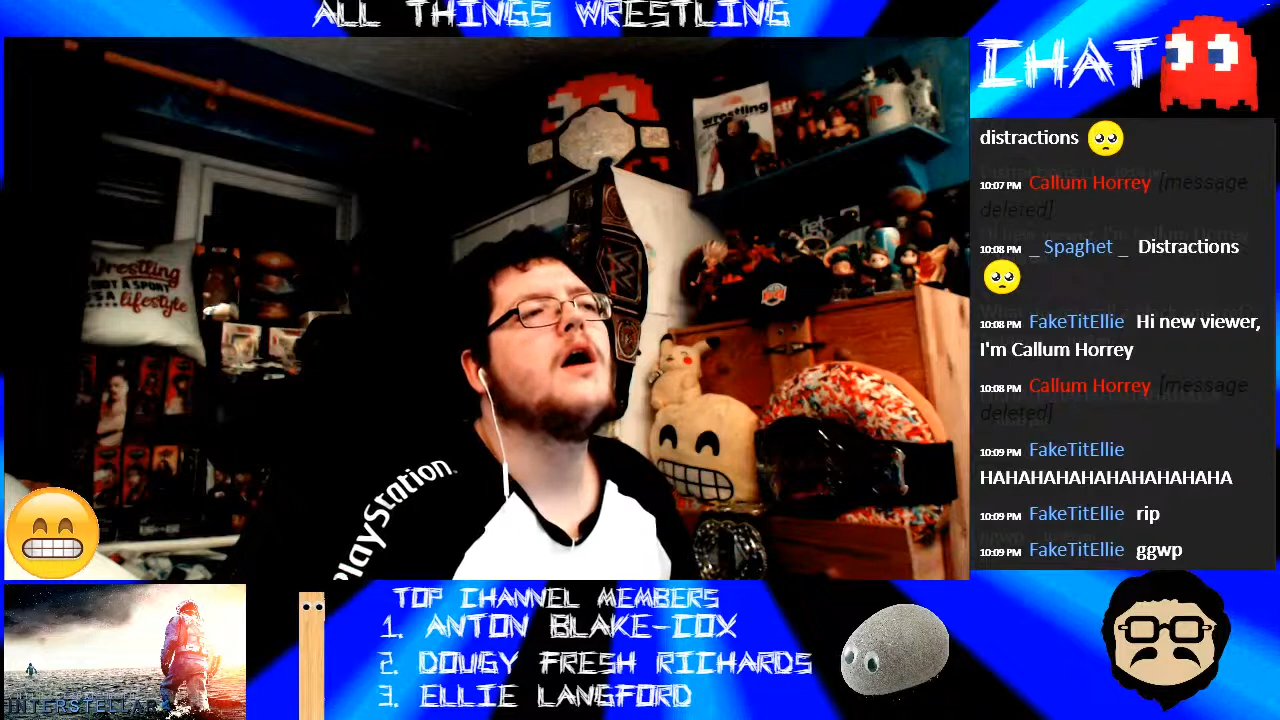 ALL THINGS WRESTLING
CHAT
distractions
10:07 PM Callum Horrey [message
deleted]
10:08 PM _ Spaghet _ Distractions
10:08 PM FakeTitEllie Hi new viewer,
I'm Callum Horrey
10:08 PM Callum Horrey [message
deleted]
10:09 PM FakeTitEllie
HAHAHAHAHAHAHAHAHA
10:09 PM FakeTitEllie rip
10:09 PM FakeTitEllie ggwp
wrestling
Wrestling
NOT A SPORT
IT'S A lifestyle
PlayStation
INTERSTELLAR
TOP CHANNEL MEMBERS
1. ANTON BLAKE-COX
2. DOUGY FRESH RICHARDS
3. ELLIE LANGFORD